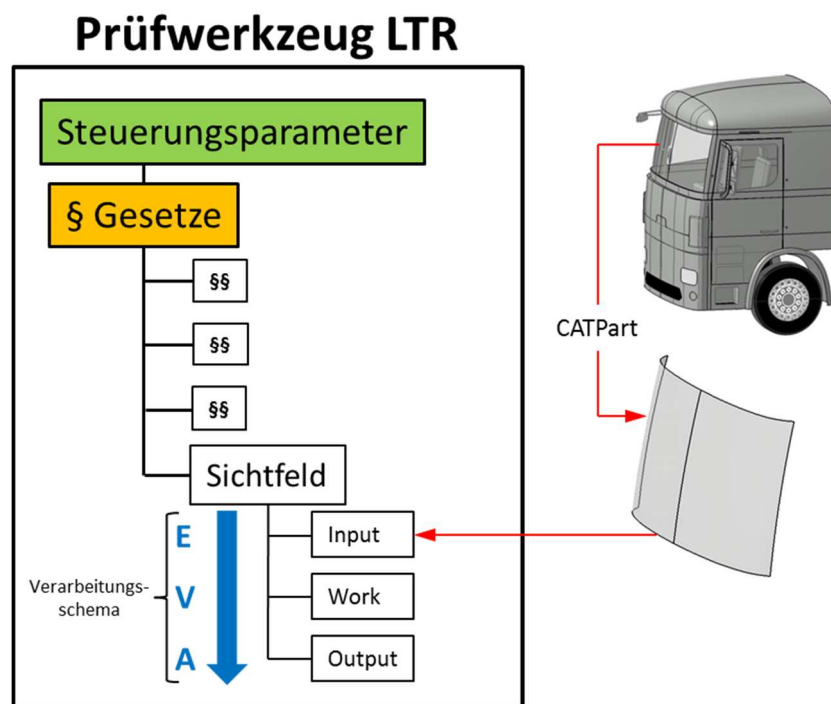 Prüfwerkzeug LTR
Steuerungsparameter
§ Gesetze
§§
§§
§§
Sichtfeld
Input
Work
Output
E
V
A
Verarbeitungs-
schema
CATPart